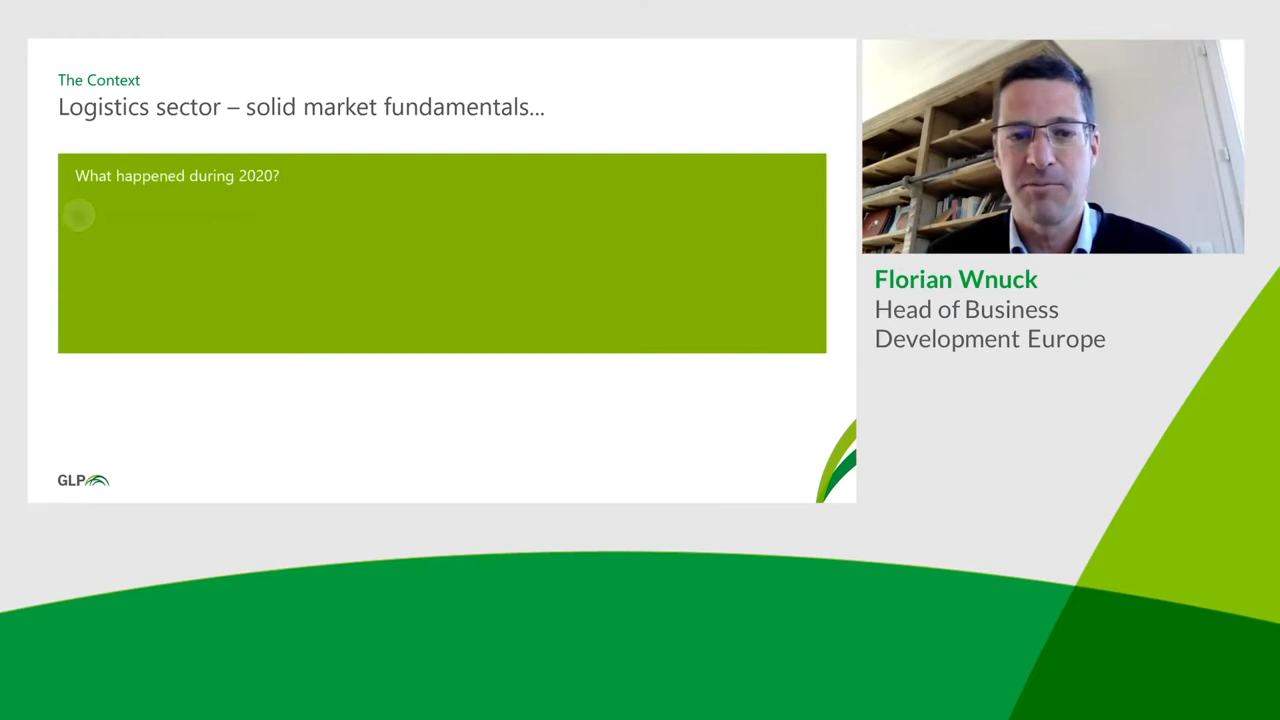 The Context
Logistics sector – solid market fundamentals...
What happened during 2020?
GLP
Florian Wnuck
Head of Business
Development Europe